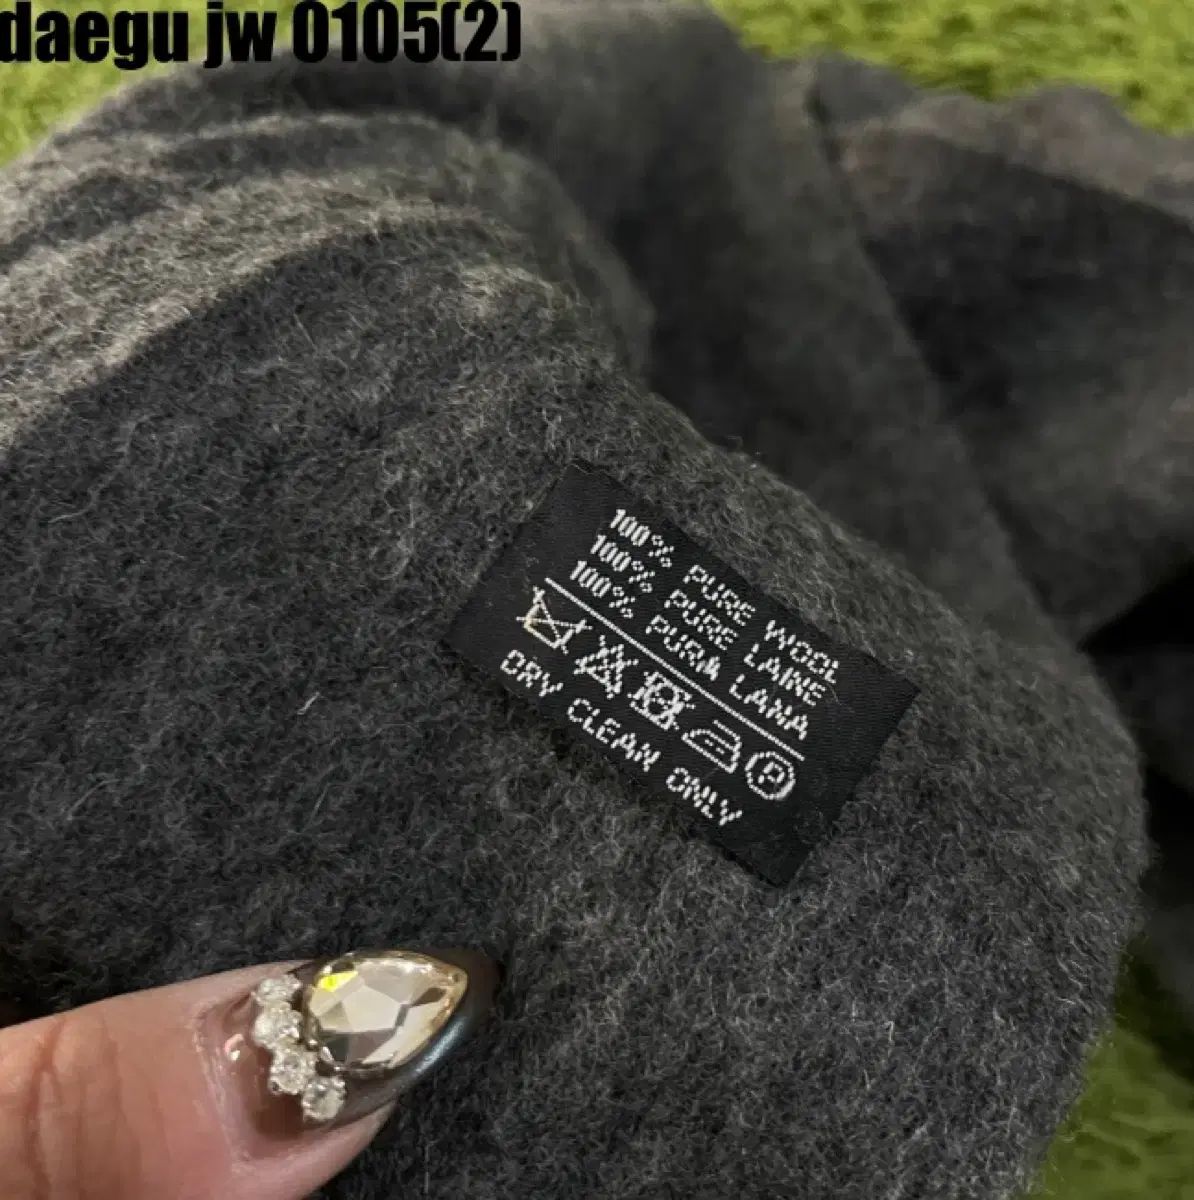 daegu jw 0105(2)
100% PURE WOOL
100% PURE LAINE
100% PURA LANA
P
DRY CLEAN ONLY